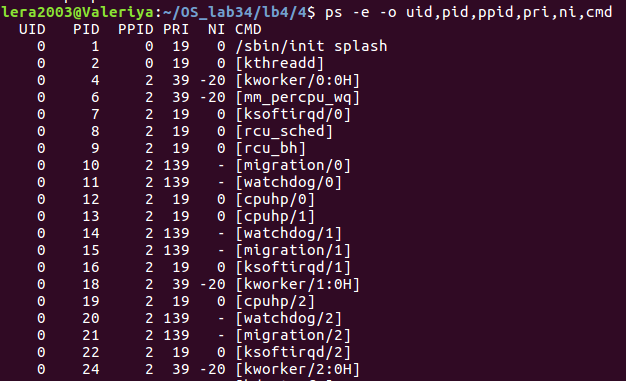 lera2003@Valeriya:~/OS_lab34/lb4/4$ ps -e -o uid,pid,ppid,pri,ni,cmd
UID PID PPID PRI NI CMD
0 1 0 19 0 /sbin/init splash
0 2 0 19 0 [kthreadd]
0 4 2 39 -20 [kworker/0:0H]
0 6 2 39 -20 [mm_percpu_wq]
0 7 2 19 0 [ksoftirqd/0]
0 8 2 19 0 [rcu_sched]
0 9 2 19 0 [rcu_bh]
0 10 2 139 - [migration/0]
0 11 2 139 - [watchdog/0]
0 12 2 19 0 [cpuhp/0]
0 13 2 19 0 [cpuhp/1]
0 14 2 139 - [watchdog/1]
0 15 2 139 - [migration/1]
0 16 2 19 0 [ksoftirqd/1]
0 18 2 39 -20 [kworker/1:0H]
0 19 2 19 0 [cpuhp/2]
0 20 2 139 - [watchdog/2]
0 21 2 139 - [migration/2]
0 22 2 19 0 [ksoftirqd/2]
0 24 2 39 -20 [kworker/2:0H]